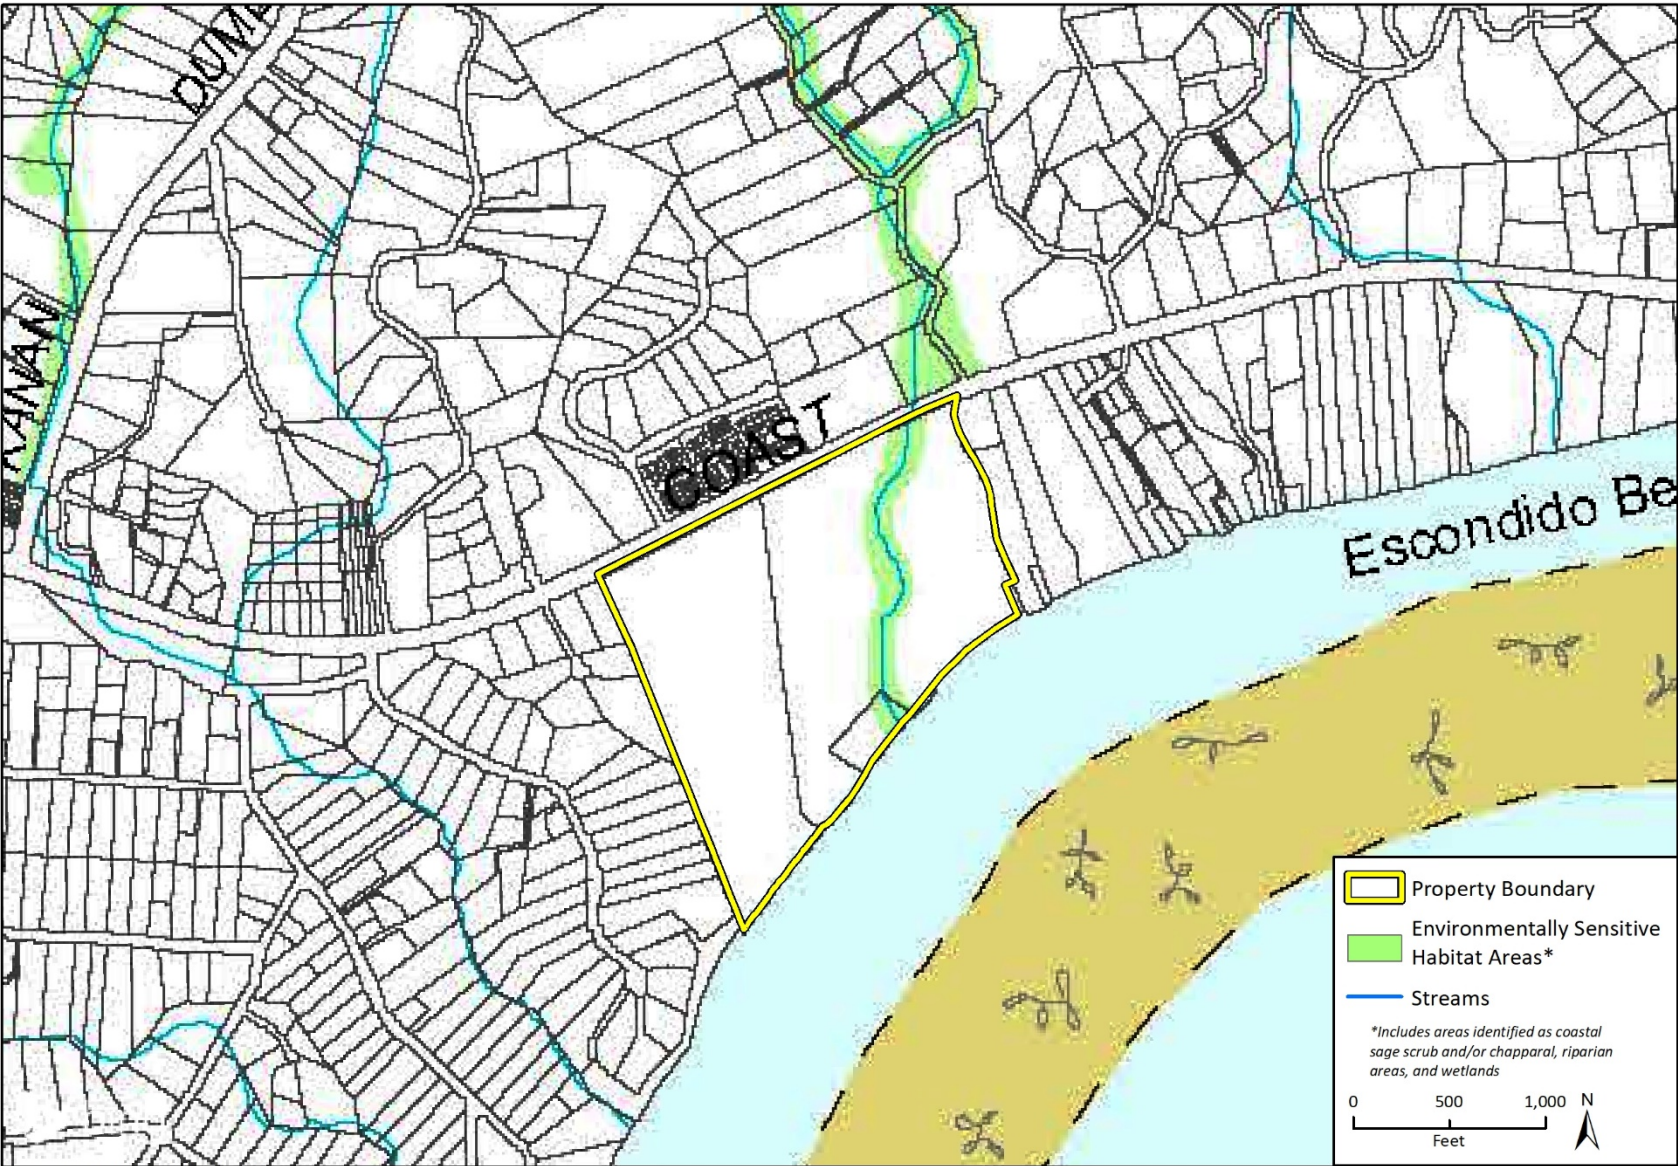 COAST
Escondido Be
Property Boundary
Environmentally Sensitive
Habitat Areas*
Streams
*Includes areas identified as coastal
sage scrub and/or chapparal, riparian
areas, and wetlands
0 500 1,000 N
Feet